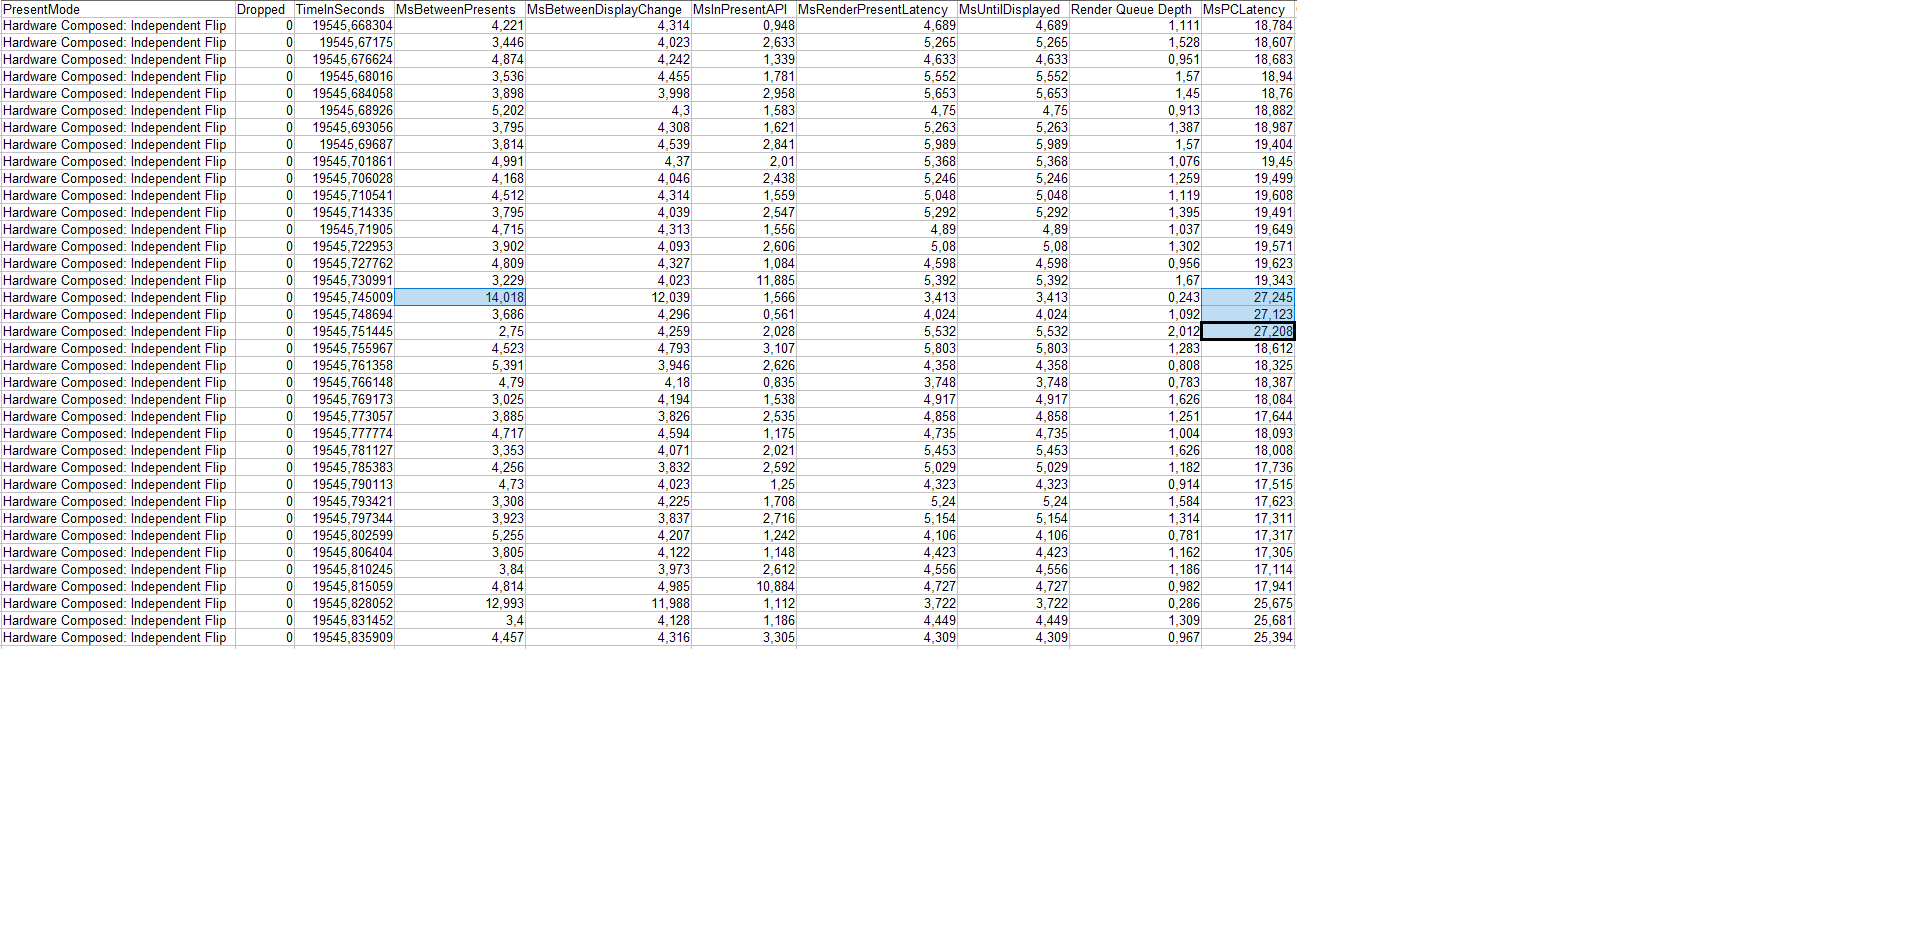 PresentMode Dropped TimeInSeconds MsBetweenPresents MsBetweenDisplayChange MsInPresentAPI MsRenderPresentLatency MsUntilDisplayed Render Queue Depth MsPCLatency
Hardware Composed: Independent Flip 0 19545,668304 4,221 4,314 0,948 4,689 4,689 1,111 18,784
Hardware Composed: Independent Flip 0 19545,67175 3,446 4,023 2,633 5,265 5,265 1,528 18,607
Hardware Composed: Independent Flip 0 19545,676624 4,874 4,242 1,339 4,633 4,633 0,951 18,683
Hardware Composed: Independent Flip 0 19545,68016 3,536 4,455 1,781 5,552 5,552 1,57 18,94
Hardware Composed: Independent Flip 0 19545,684058 3,898 3,998 2,958 5,653 5,653 1,45 18,76
Hardware Composed: Independent Flip 0 19545,68926 5,202 4,3 1,583 4,75 4,75 0,913 18,882
Hardware Composed: Independent Flip 0 19545,693056 3,795 4,308 1,621 5,263 5,263 1,387 18,987
Hardware Composed: Independent Flip 0 19545,69687 3,814 4,539 2,841 5,989 5,989 1,57 19,404
Hardware Composed: Independent Flip 0 19545,701861 4,991 4,37 2,01 5,368 5,368 1,076 19,45
Hardware Composed: Independent Flip 0 19545,706028 4,168 4,046 2,438 5,246 5,246 1,259 19,499
Hardware Composed: Independent Flip 0 19545,710541 4,512 4,314 1,559 5,048 5,048 1,119 19,608
Hardware Composed: Independent Flip 0 19545,714335 3,795 4,039 2,547 5,292 5,292 1,395 19,491
Hardware Composed: Independent Flip 0 19545,71905 4,715 4,313 1,556 4,89 4,89 1,037 19,649
Hardware Composed: Independent Flip 0 19545,722953 3,902 4,093 2,606 5,08 5,08 1,302 19,571
Hardware Composed: Independent Flip 0 19545,727762 4,809 4,327 1,084 4,598 4,598 0,956 19,623
Hardware Composed: Independent Flip 0 19545,730991 3,229 4,023 11,885 5,392 5,392 1,67 19,343
Hardware Composed: Independent Flip 0 19545,745009 14,018 12,039 1,566 3,413 3,413 0,243 27,245
Hardware Composed: Independent Flip 0 19545,748694 3,686 4,296 0,561 4,024 4,024 1,092 27,123
Hardware Composed: Independent Flip 0 19545,751445 2,75 4,259 2,028 5,532 5,532 2,012 27,208
Hardware Composed: Independent Flip 0 19545,755967 4,523 4,793 3,107 5,803 5,803 1,283 18,612
Hardware Composed: Independent Flip 0 19545,761358 5,391 3,946 2,626 4,358 4,358 0,808 18,325
Hardware Composed: Independent Flip 0 19545,766148 4,79 4,18 0,835 3,748 3,748 0,783 18,387
Hardware Composed: Independent Flip 0 19545,769173 3,025 4,194 1,538 4,917 4,917 1,626 18,084
Hardware Composed: Independent Flip 0 19545,773057 3,885 3,826 2,535 4,858 4,858 1,251 17,644
Hardware Composed: Independent Flip 0 19545,777774 4,717 4,594 1,175 4,735 4,735 1,004 18,093
Hardware Composed: Independent Flip 0 19545,781127 3,353 4,071 2,021 5,453 5,453 1,626 18,008
Hardware Composed: Independent Flip 0 19545,785383 4,256 3,832 2,592 5,029 5,029 1,182 17,736
Hardware Composed: Independent Flip 0 19545,790113 4,73 4,023 1,25 4,323 4,323 0,914 17,515
Hardware Composed: Independent Flip 0 19545,793421 3,308 4,225 1,708 5,24 5,24 1,584 17,623
Hardware Composed: Independent Flip 0 19545,797344 3,923 3,837 2,716 5,154 5,154 1,314 17,311
Hardware Composed: Independent Flip 0 19545,802599 5,255 4,207 1,242 4,106 4,106 0,781 17,317
Hardware Composed: Independent Flip 0 19545,806404 3,805 4,122 1,148 4,423 4,423 1,162 17,305
Hardware Composed: Independent Flip 0 19545,810245 3,84 3,973 2,612 4,556 4,556 1,186 17,114
Hardware Composed: Independent Flip 0 19545,815059 4,814 4,985 10,884 4,727 4,727 0,982 17,941
Hardware Composed: Independent Flip 0 19545,828052 12,993 11,988 1,112 3,722 3,722 0,286 25,675
Hardware Composed: Independent Flip 0 19545,831452 3,4 4,128 1,186 4,449 4,449 1,309 25,681
Hardware Composed: Independent Flip 0 19545,835909 4,457 4,316 3,305 4,309 4,309 0,967 25,394